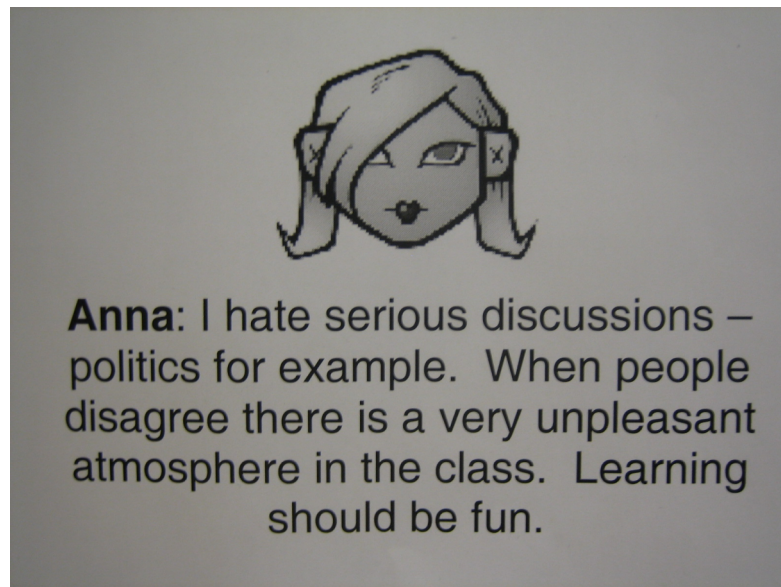 Anna: I hate serious discussions –
politics for example.  When people
disagree there is a very unpleasant
atmosphere in the class.  Learning
should be fun.